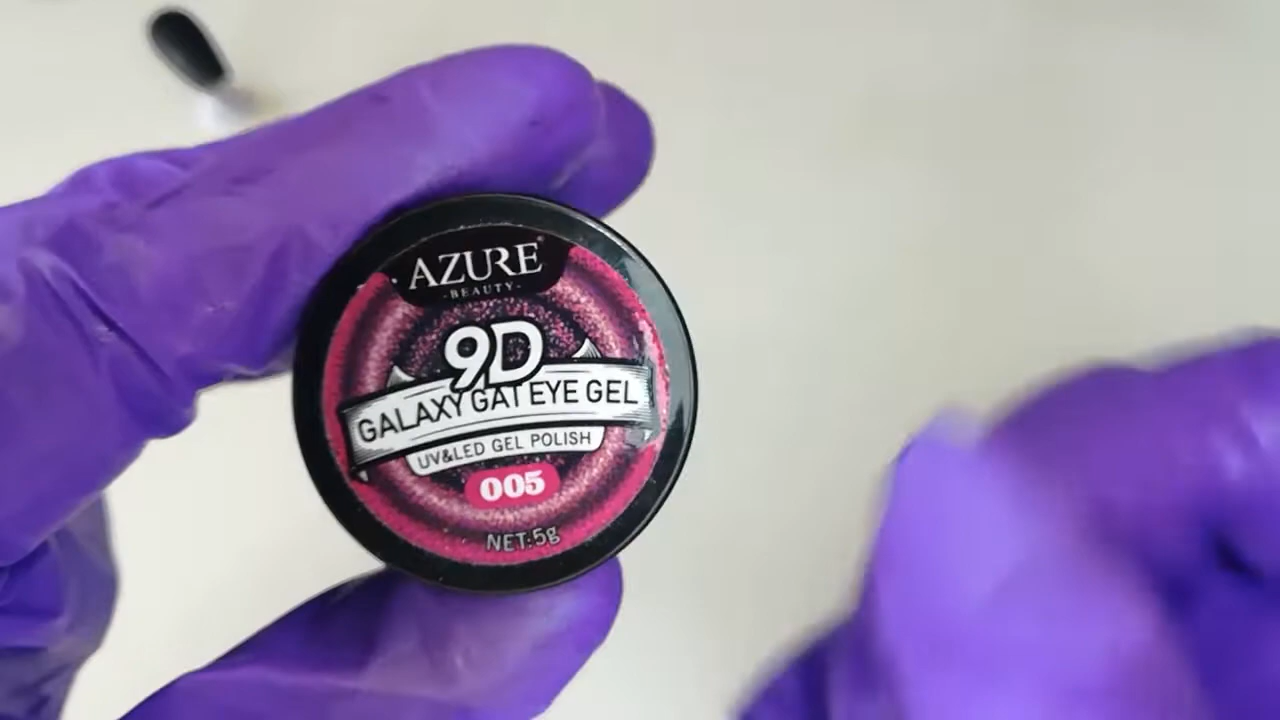 AZURE
-BEAUTY-
9D
GALAXY GAT EYE GEL
UV&LED GEL POLISH
005
NET:5g